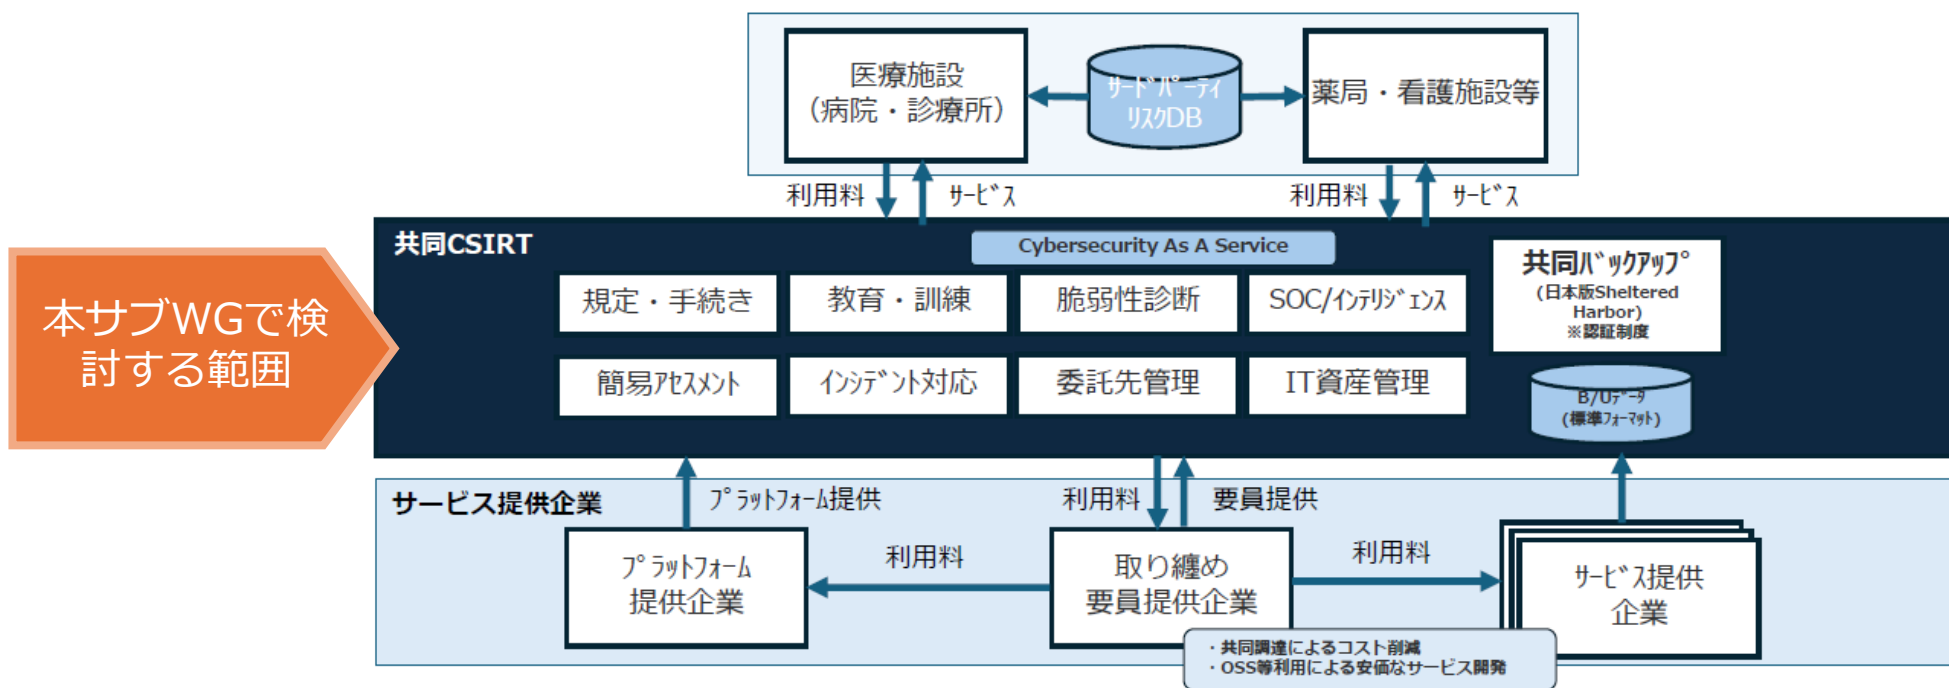 医療施設
（病院・診療所）
ｻｰﾄﾞﾊﾟｰﾃｨ
ﾘｽｸDB
薬局・看護施設等
利用料
ｻｰﾋﾞｽ
利用料
ｻｰﾋﾞｽ
本サブWGで検
討する範囲
共同CSIRT
Cybersecurity As A Service
規定・手続き
教育・訓練
脆弱性診断
SOC/ｲﾝﾃﾘｼﾞｪﾝｽ
簡易ｱｾｽﾒﾝﾄ
ｲﾝｼﾃﾞﾝﾄ対応
委託先管理
IT資産管理
共同ﾊﾞｯｸｱｯﾌﾟ
(日本版Sheltered
Harbor)
※認証制度
B/Uﾃﾞｰﾀ
(標準ﾌｫｰﾏｯﾄ)
サービス提供企業
ﾌﾟﾗｯﾄﾌｫｰﾑ提供
利用料
要員提供
ﾌﾟﾗｯﾄﾌｫｰﾑ
提供企業
利用料
取り纏め
要員提供企業
利用料
ｻｰﾋﾞｽ提供
企業
・共同調達によるコスト削減
・OSS等利用による安価なサービス開発